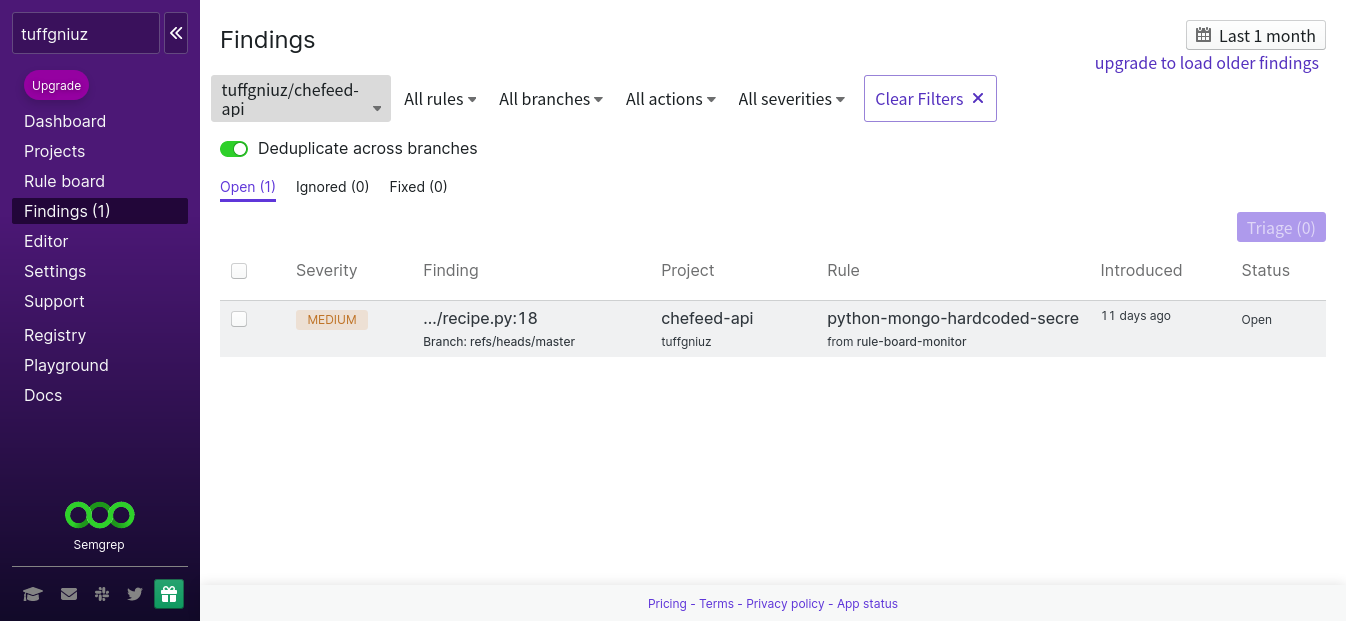 tuffgniuz
Upgrade
Dashboard
Projects
Rule board
Findings (1)
Editor
Settings
Support
Registry
Playground
Docs
Semgrep
Findings
Last 1 month
upgrade to load older findings
tuffgniuz/chefeed-
api
All rules All branches All actions All severities Clear Filters ✕
Deduplicate across branches
Open (1) Ignored (0) Fixed (0)
Triage (0)
Severity Finding Project Rule Introduced Status
MEDIUM .../recipe.py:18 chefeed-api python-mongo-hardcoded-secre 11 days ago Open
Branch: refs/heads/master tuffgniuz from rule-board-monitor
Pricing - Terms - Privacy policy - App status